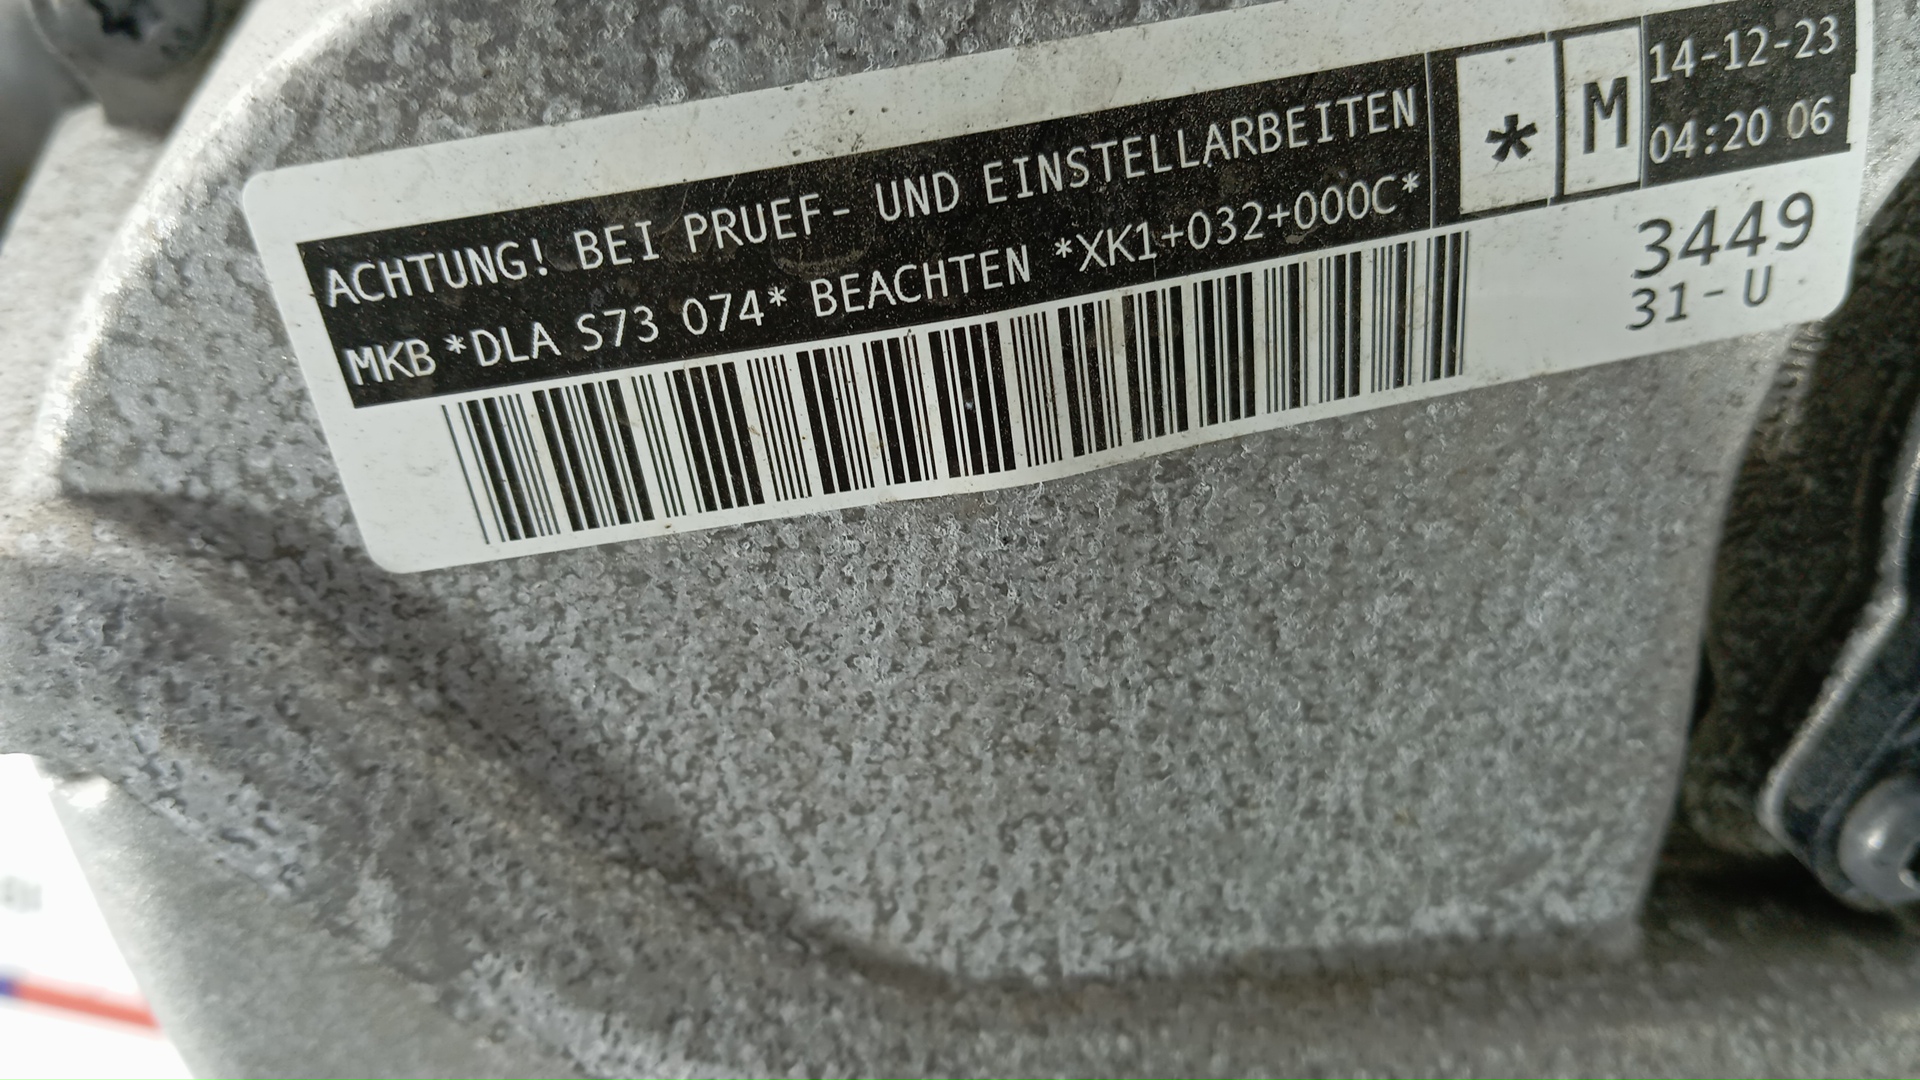 ACHTUNG! BEI PRUEF- UND EINSTELLARBEITEN
MKB *DLA S73 074* BEACHTEN *XK1+032+000C*
* M
14-12-23
04:20 06
3449
31-U